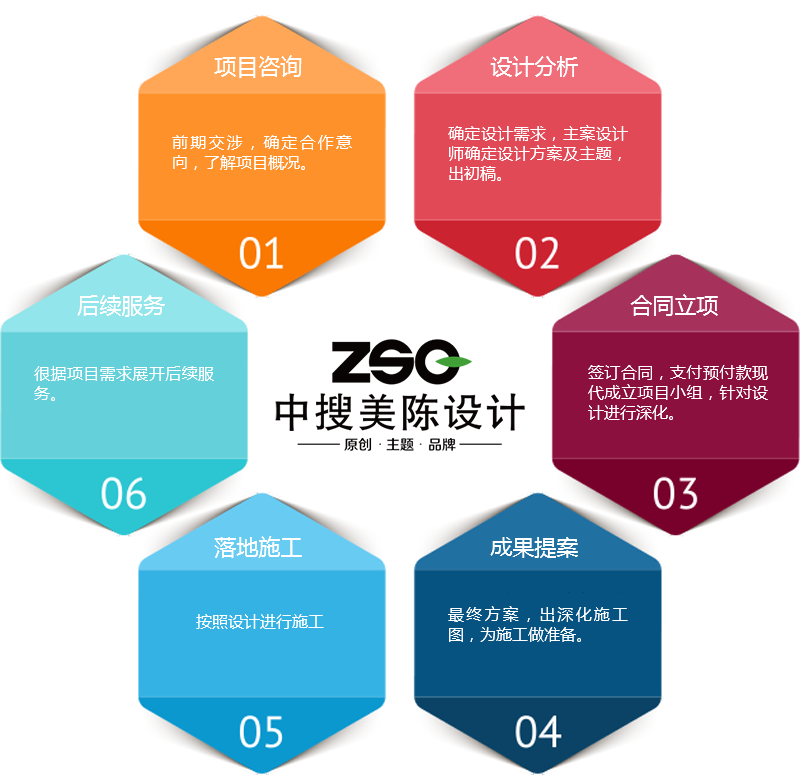 项目咨询
前期交涉，确定合作意
向，了解项目概况。
01
设计分析
确定设计需求，主案设计
师确定设计方案及主题，
出初稿。
02
合同立项
签订合同，支付预付款现
代成立项目小组，针对设
计进行深化。
03
成果提案
最终方案，出深化施工
图，为施工做准备。
04
落地施工
按照设计进行施工
05
后续服务
很据项目需求展开后续服
务。
06
ZSO
中搜美陈设计
原创·主题·品牌